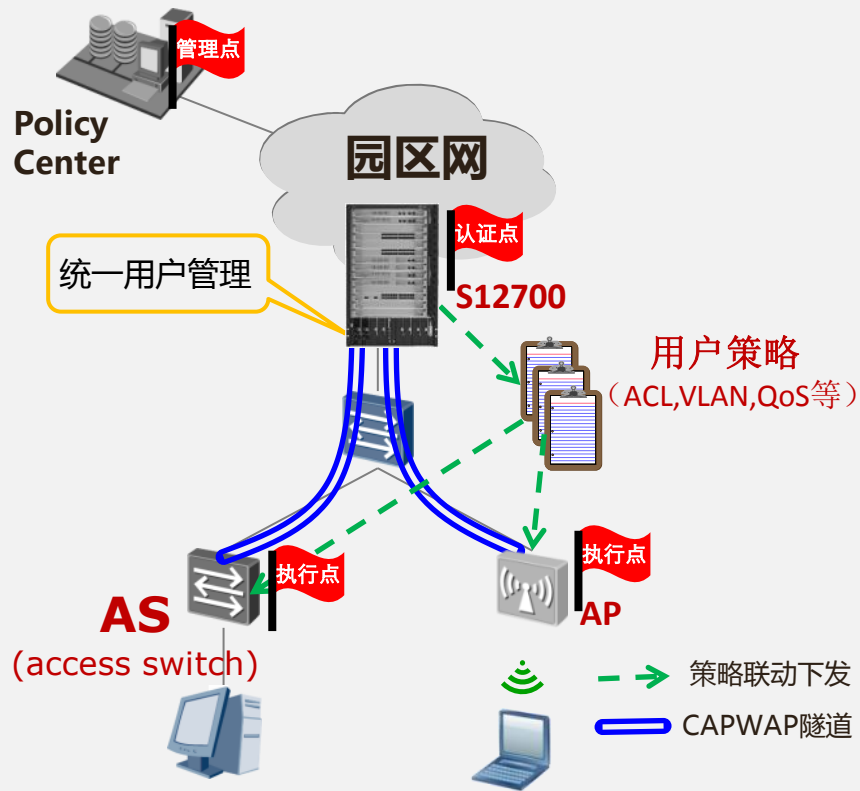 管理点
Policy
Center
园区网
认证点
统一用户管理
S12700
用户策略
（ACL,VLAN,QoS等）
执行点
执行点
AS
AP
(access switch)
策略联动下发
CAPWAP隧道